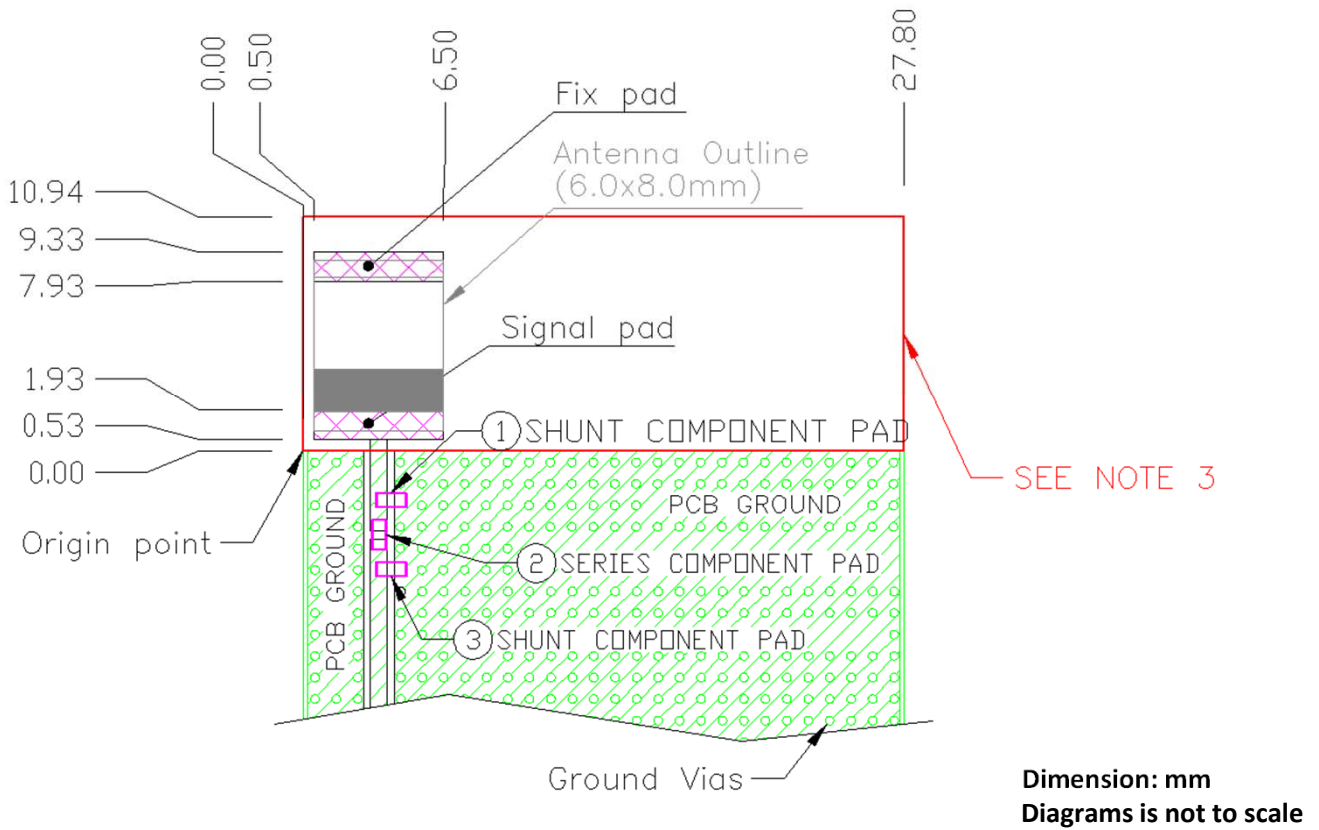 0.00
0.50
6.50
27.80
Fix pad
Antenna Outline
(6.0x8.0mm)
10.94
9.33
7.93
Signal pad
1.93
0.53
0.00
1 SHUNT COMPONENT PAD
SEE NOTE 3
PCB GROUND
PCB GROUND
Origin point
2 SERIES COMPONENT PAD
3 SHUNT COMPONENT PAD
Ground Vias
Dimension: mm
Diagrams is not to scale